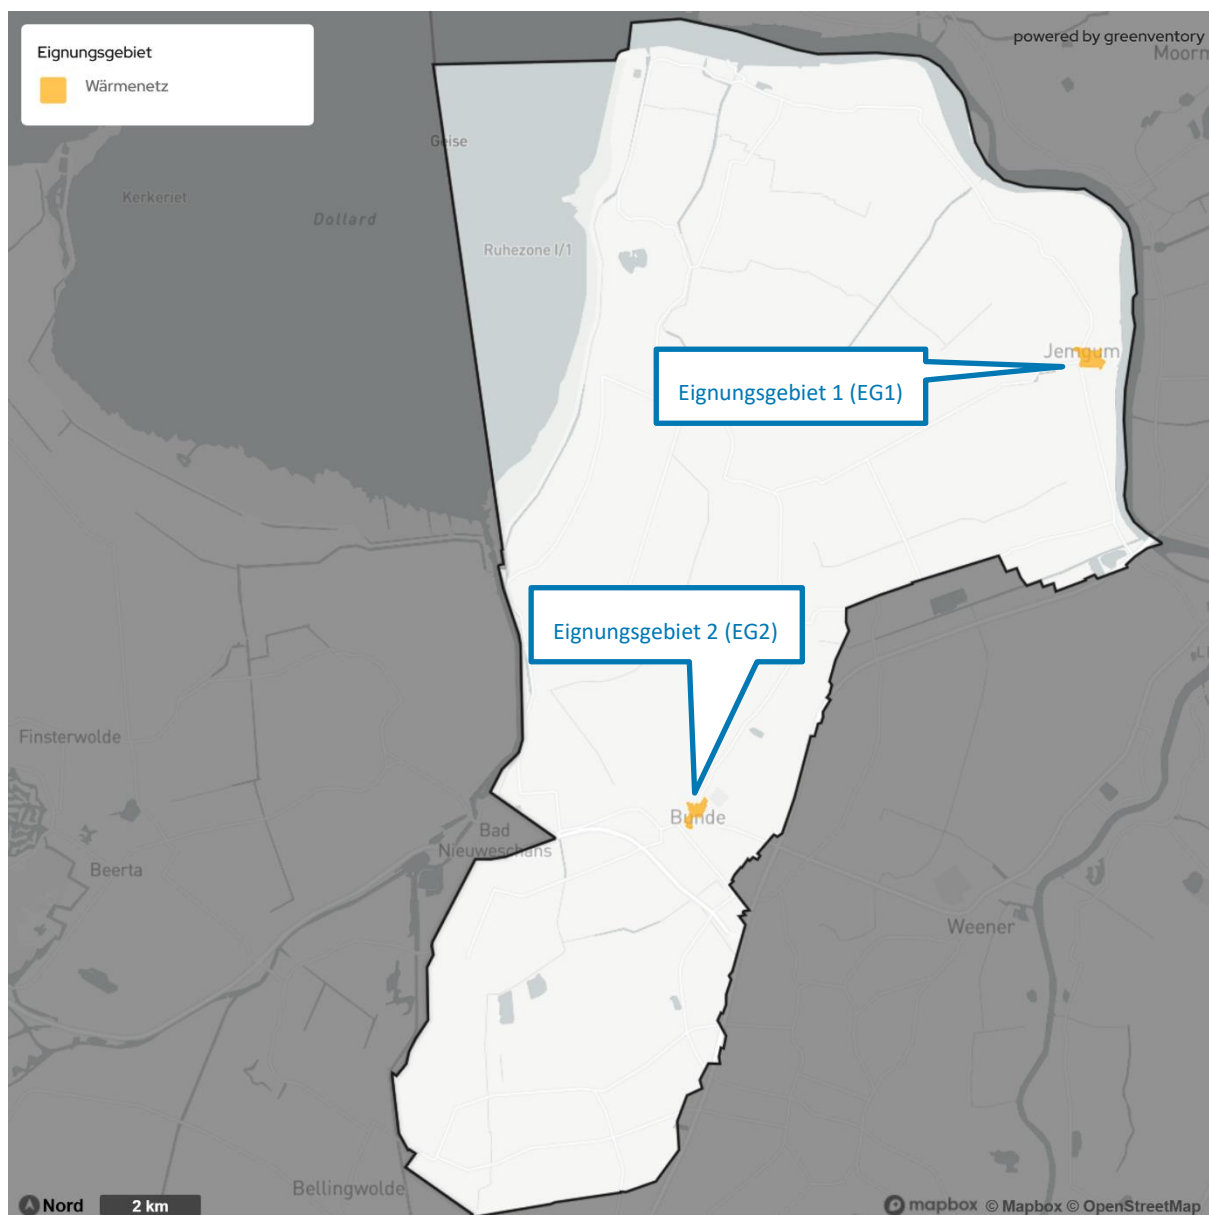 Eignungsgebiet
Wärmenetz
powered by greenventory
Moorm
Geise
Kerkeriet
Dollard
Ruhezone I/1
Jemgum
Eignungsgebiet 1 (EG1)
Eignungsgebiet 2 (EG2)
Finsterwolde
Bunde
Bad
Nieuweschans
Beerta
Weener
Bellingwolde
Nord
2 km
mapbox © Mapbox © OpenStreetMap